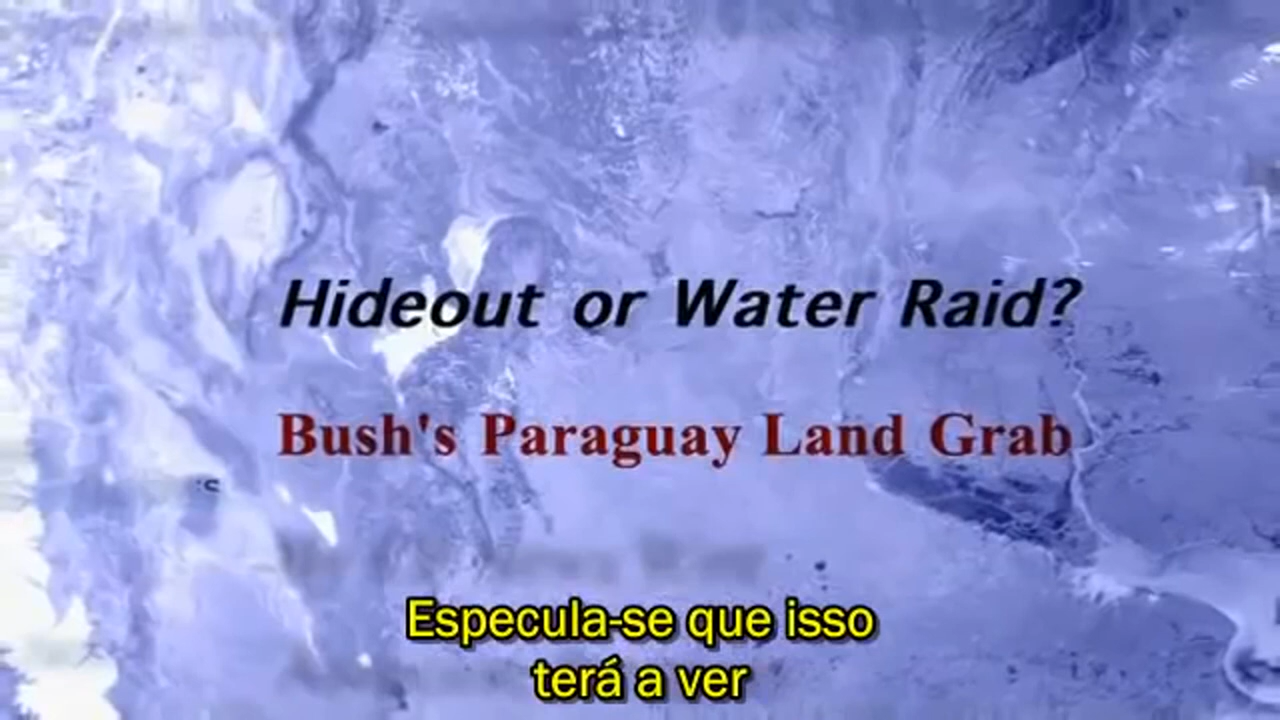 Hideout or Water Raid?
Bush's Paraguay Land Grab
Especula-se que isso
terá a ver